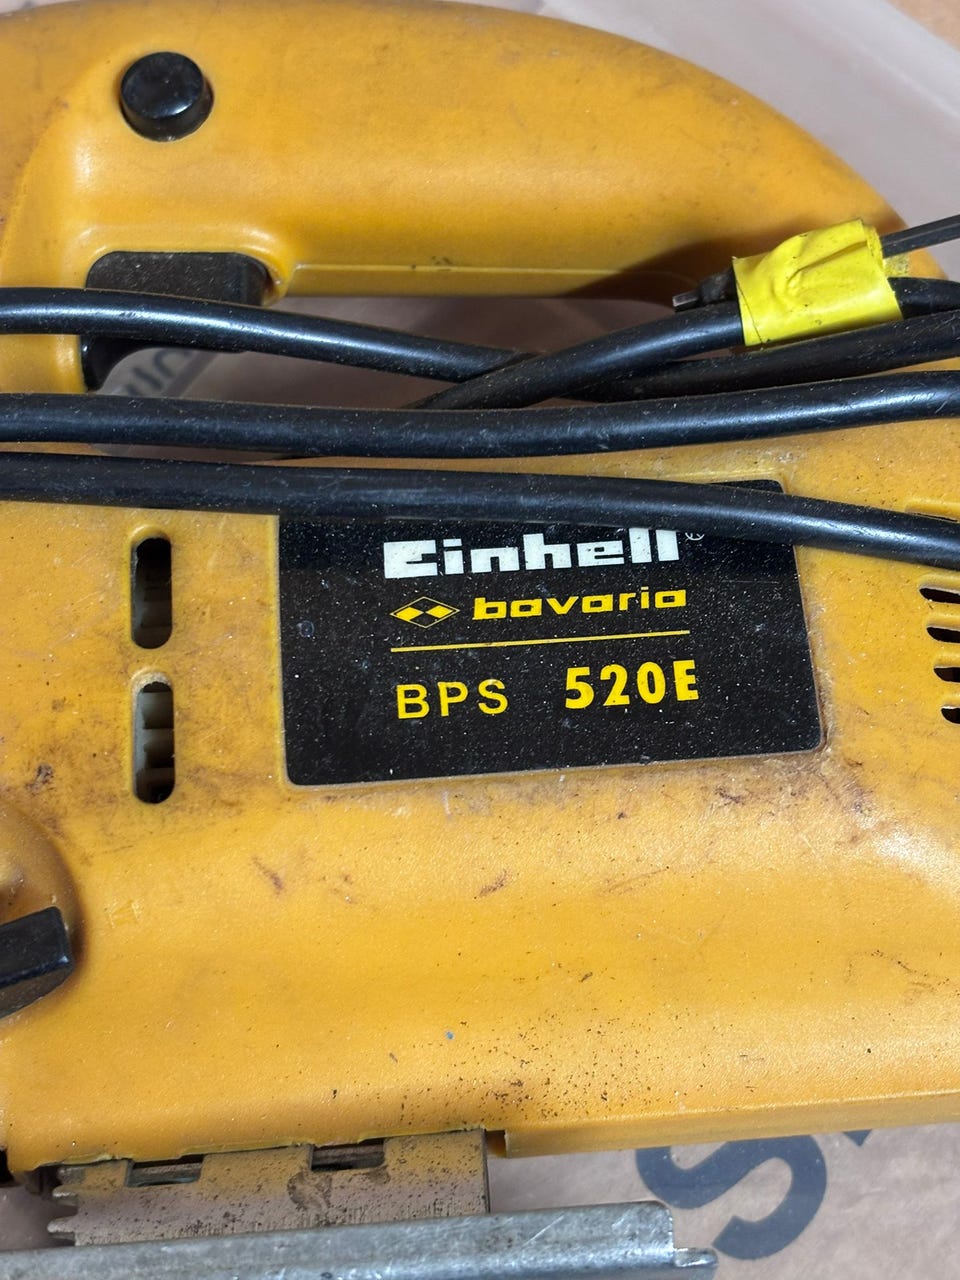 Einhell
bavaria
BPS 520E